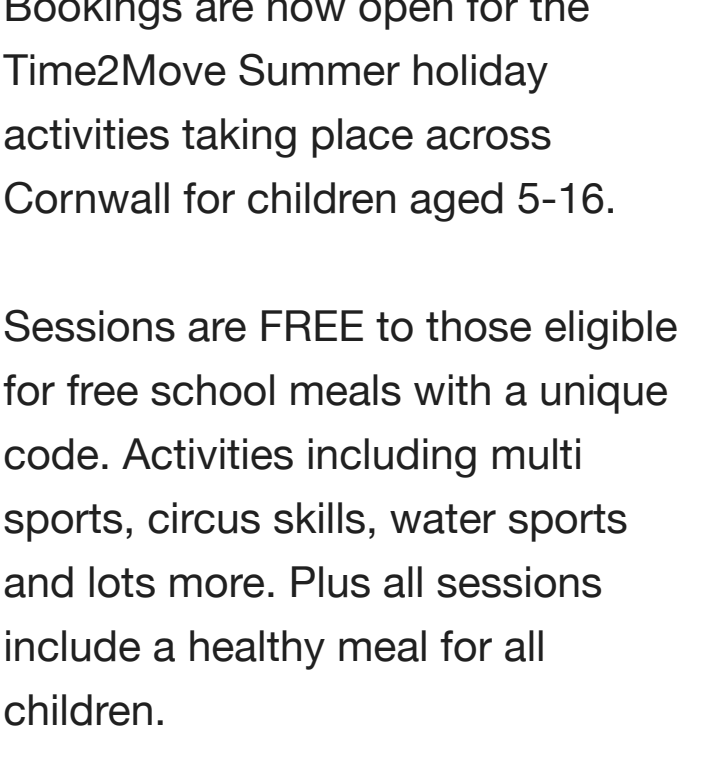 Bookings are now open for the
Time2Move Summer holiday
activities taking place across
Cornwall for children aged 5-16.
Sessions are FREE to those eligible
for free school meals with a unique
code. Activities including multi
sports, circus skills, water sports
and lots more. Plus all sessions
include a healthy meal for all
children.